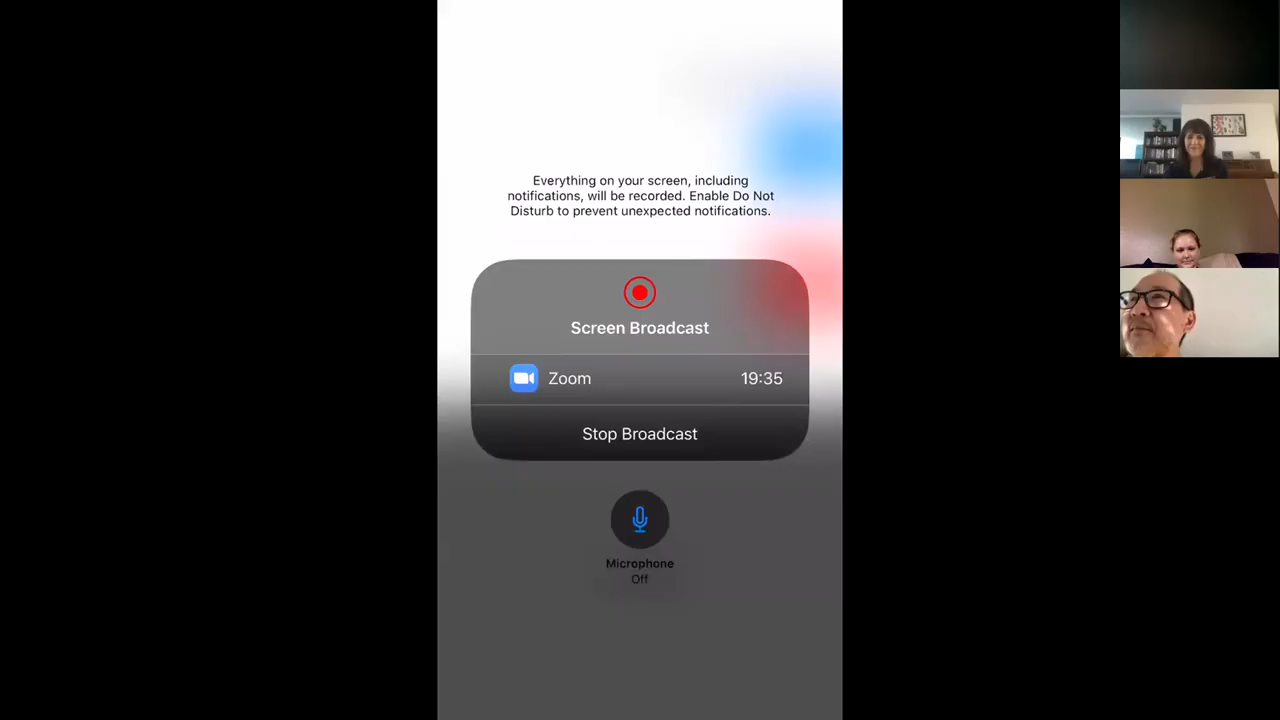 Everything on your screen, including
notifications, will be recorded. Enable Do Not
Disturb to prevent unexpected notifications.
Screen Broadcast
Zoom 19:35
Stop Broadcast
Microphone
Off